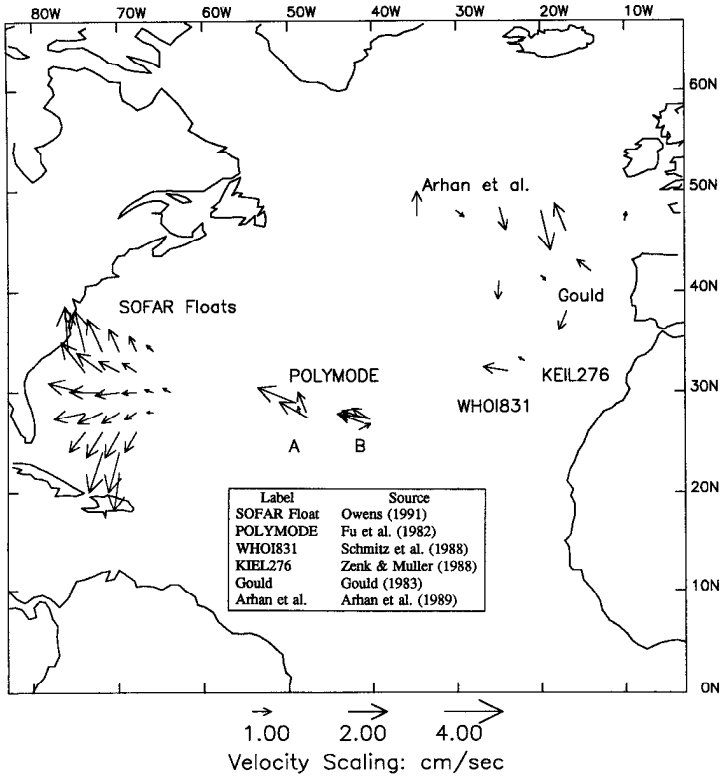 80W 70W 60W 50W 40W 30W 20W 10W
60N
50N
Arhan et al.
40N
SOFAR Floats
Gould
POLYMODE
KEIL276
30N
WHOI831
A B
Label Source
SOFAR Float Owens (1991)
POLYMODE Fu et al. (1982)
WHOI831 Schmitz et al. (1988)
KIEL276 Zenk & Muller (1988)
Gould Gould (1983)
Arhan et al. Arhan et al. (1989)
20N
10N
0N
1.00 2.00 4.00
Velocity Scaling: cm/sec